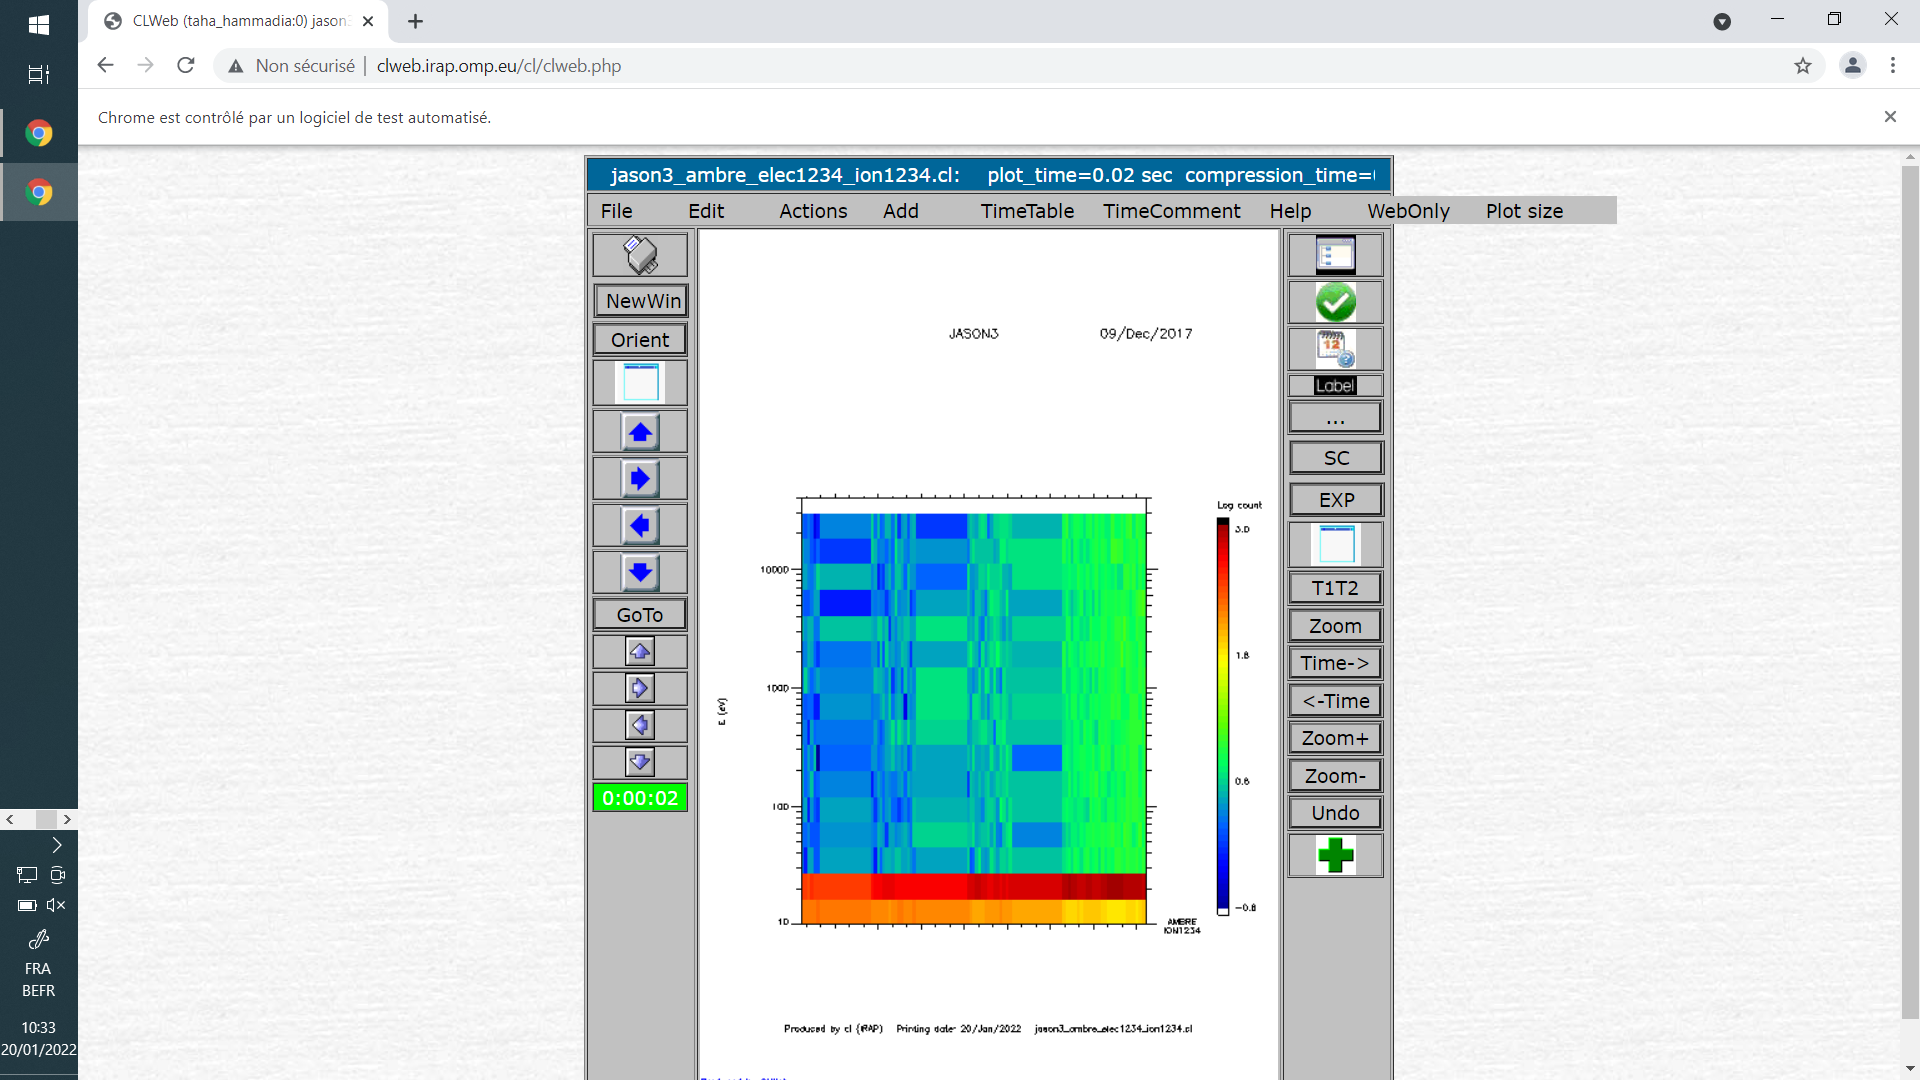 CLWeb (taha_hammadia:0) jason
Non sécurisé | clweb.irap.omp.eu/cl/clweb.php
Chrome est contrôlé par un logiciel de test automatisé.
jason3_ambre_elec1234_ion1234.cl: plot_time=0.02 sec compression_time=
File Edit Actions Add TimeTable TimeComment Help WebOnly Plot size
NewWin
Orient
GoTo
0:00:02
JASON3 09/Dec/2017
Log count
3.0
1.8
0.6
-0.8
10000
1000
100
10
E (eV)
AMBRE
ION1234
Produced by cl (IRAP) Printing date: 20/Jan/2022 jason3_ambre_elec1234_ion1234.cl
12
Label
...
SC
EXP
T1T2
Zoom
Time->
<-Time
Zoom+
Zoom-
Undo
FRA
BEFR
10:33
20/01/2022